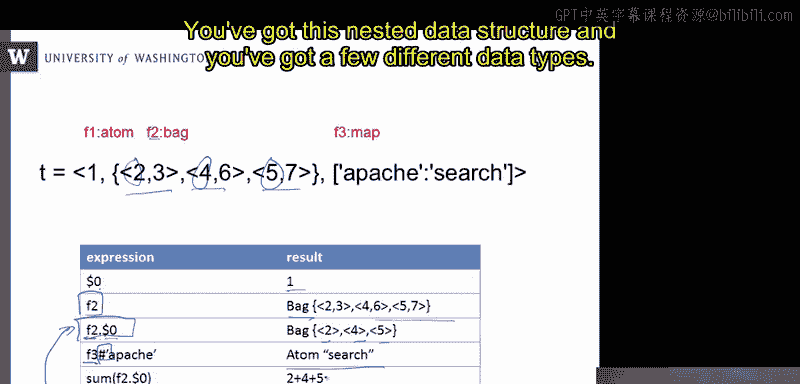 GPT中英字幕课程资源@bilibili.com
You've got this nested data structure and
you've got a few different data types.
W UNIVERSITY of WASHINGTON
f1:atom f2:bag f3:map
t = <1, {<2,3>,<4,6>,<5,7>}, ['apache':'search']>
expression result
$0 1
f2 Bag {<2,3>,<4,6>,<5,7>}
f2.$0 Bag {<2>,<4>,<5>}
f3#'apache' Atom "search"
sum(f2.$0) 2+4+5